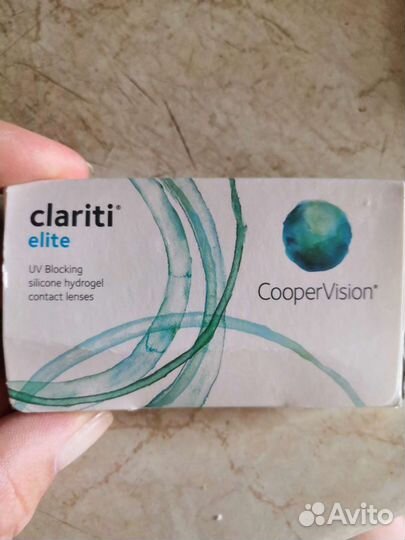 clariti®
elite
UV Blocking
silicone hydrogel
contact lenses
CooperVision®
Avito